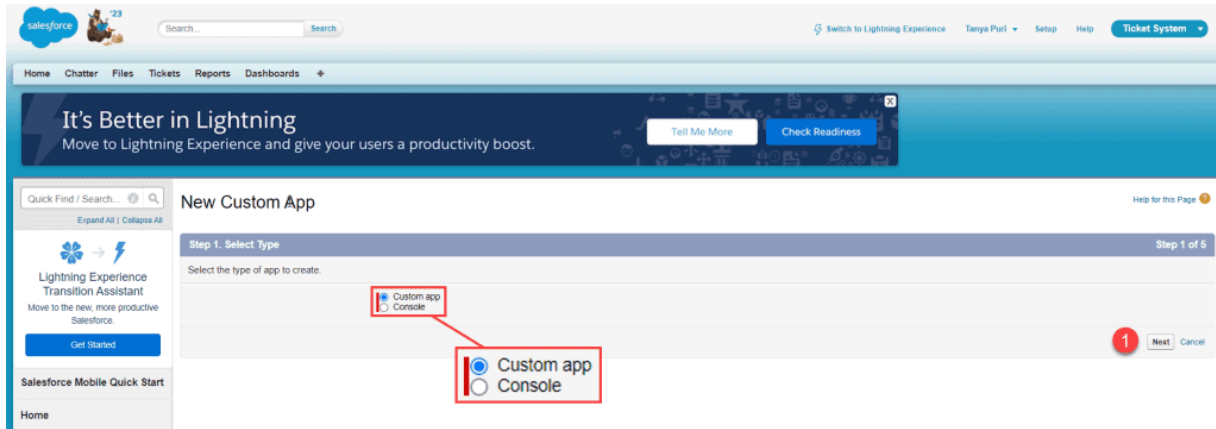 salesforce
'23
Search...
Search
Switch to Lightning Experience
Tanya Puri
Setup
Help
Ticket System
Home Chatter Files Tickets Reports Dashboards +
It's Better in Lightning
Move to Lightning Experience and give your users a productivity boost.
Tell Me More
Check Readiness
X
Quick Find / Search...
Expand All | Collapse All
Lightning Experience
Transition Assistant
Move to the new, more productive
Salesforce.
Get Started
Salesforce Mobile Quick Start
Home
New Custom App
Help for this Page
Step 1. Select Type
Step 1 of 5
Select the type of app to create.
Custom app
Console
Custom app
Console
1
Next
Cancel